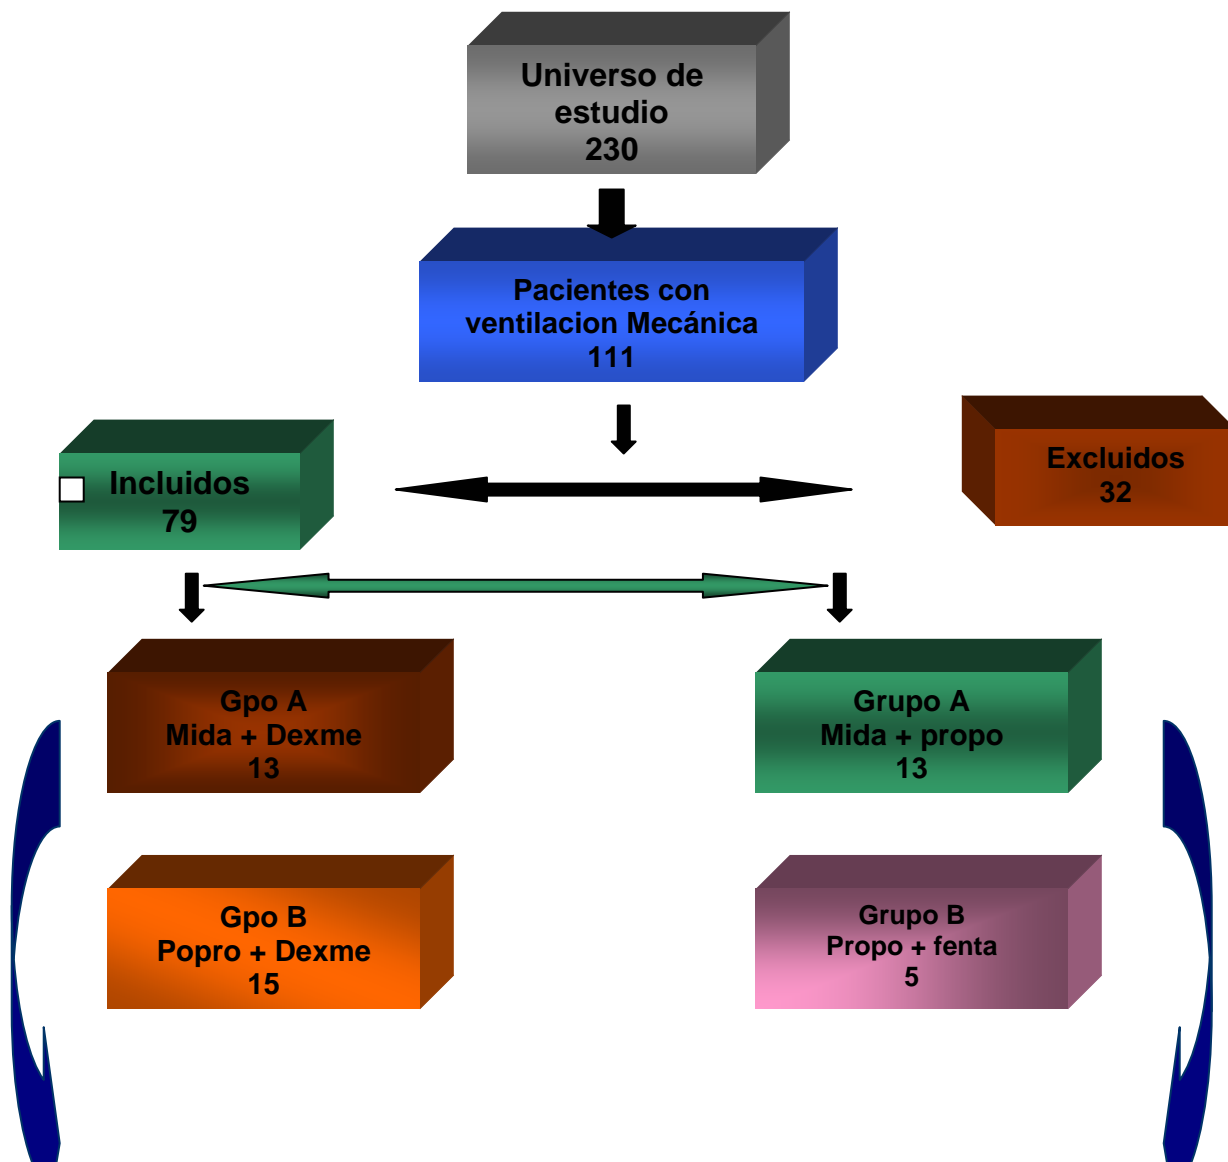 Universo de
estudio
230
Pacientes con
ventilacion Mecánica
111
Incluidos
79
Excluidos
32
Gpo A
Mida + Dexme
13
Grupo A
Mida + propo
13
Gpo B
Popro + Dexme
15
Grupo B
Propo + fenta
5